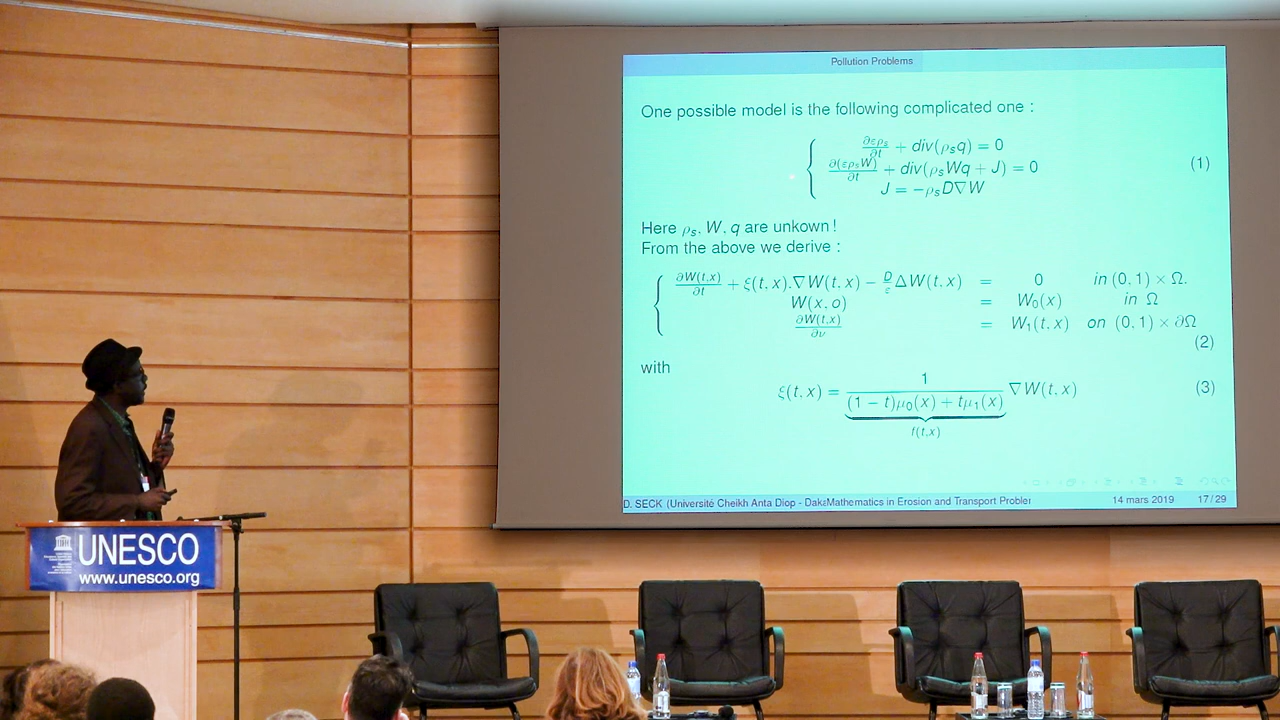 Pollution Problems
One possible model is the following complicated one :
∂ερₛ/∂t + div(ρₛq) = 0
∂(ερₛW)/∂t + div(ρₛWq + J) = 0 (1)
J = −ρₛD∇W
Here ρₛ, W, q are unkown !
From the above we derive :
∂W(t,x)/∂t + ξ(t, x).∇W(t, x) − D/ε ΔW(t, x) = 0 in (0, 1) × Ω.
W(x, o) = W₀(x) in Ω
∂W(t,x)/∂ν = W₁(t, x) on (0, 1) × ∂Ω
(2)
with
ξ(t, x) = 1/((1 − t)μ₀(x) + tμ₁(x)) ∇W(t, x) (3)
f(t,x)
D. SECK (Université Cheikh Anta Diop - Daka Mathematics in Erosion and Transport Probler 14 mars 2019 17 / 29
UNESCO
www.unesco.org